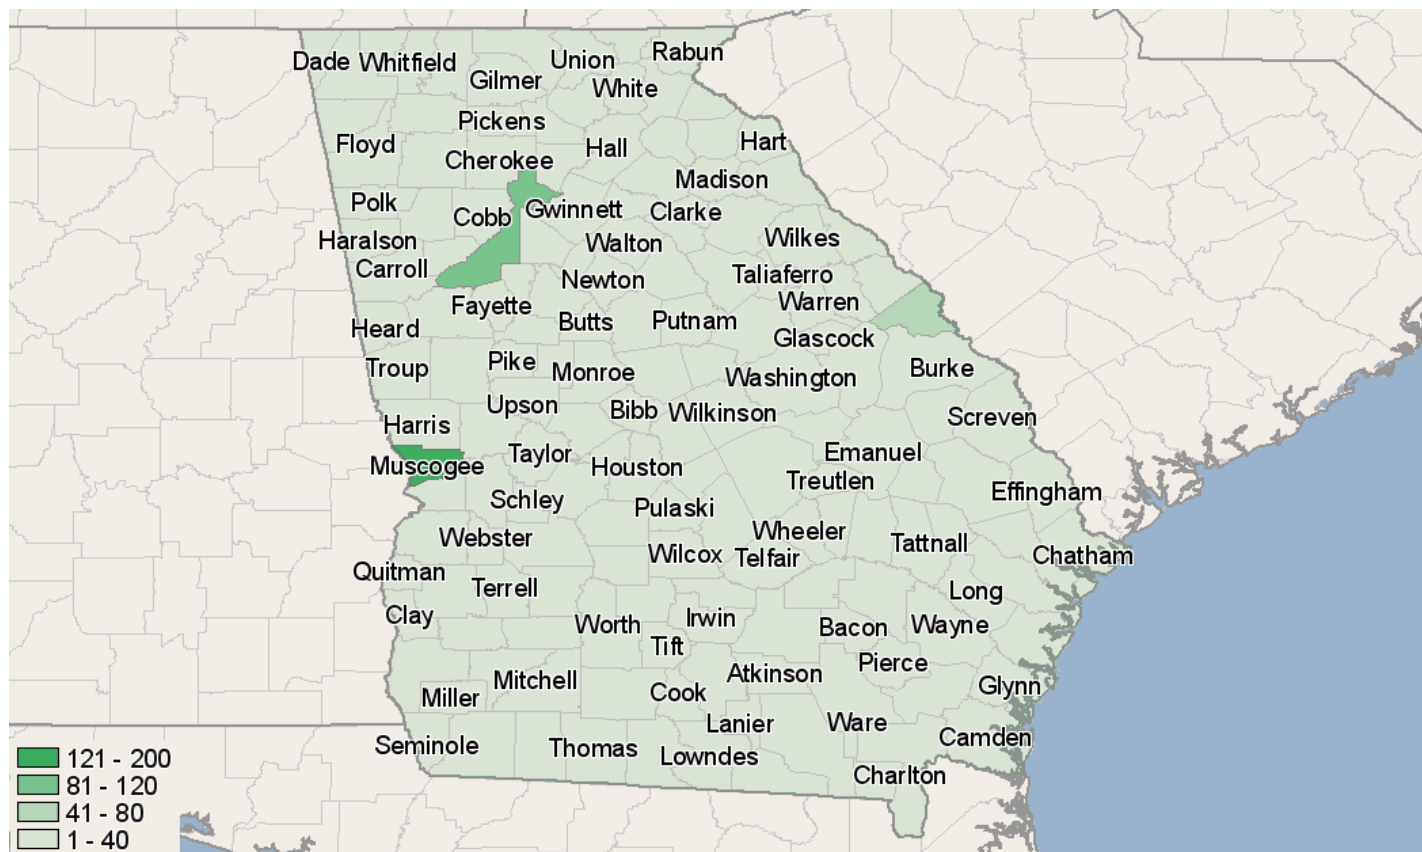 Rabun
Union
Dade
Whitfield
Gilmer
White
Pickens
Hart
Floyd
Hall
Cherokee
Madison
Polk
Gwinnett
Clarke
Cobb
Wilkes
Haralson
Walton
Carroll
Taliaferro
Newton
Warren
Fayette
Putnam
Butts
Heard
Glascock
Pike
Troup
Burke
Monroe
Washington
Upson
Bibb
Wilkinson
Screven
Harris
Emanuel
Taylor
Muscogee
Houston
Treutlen
Effingham
Schley
Pulaski
Wheeler
Webster
Tattnall
Wilcox
Chatham
Telfair
Quitman
Terrell
Long
Clay
Irwin
Worth
Wayne
Bacon
Tift
Pierce
Atkinson
Mitchell
Glynn
Cook
Miller
Ware
Lanier
Camden
Seminole
Thomas
Lowndes
Charlton
121 - 200
81 - 120
41 - 80
1 - 40